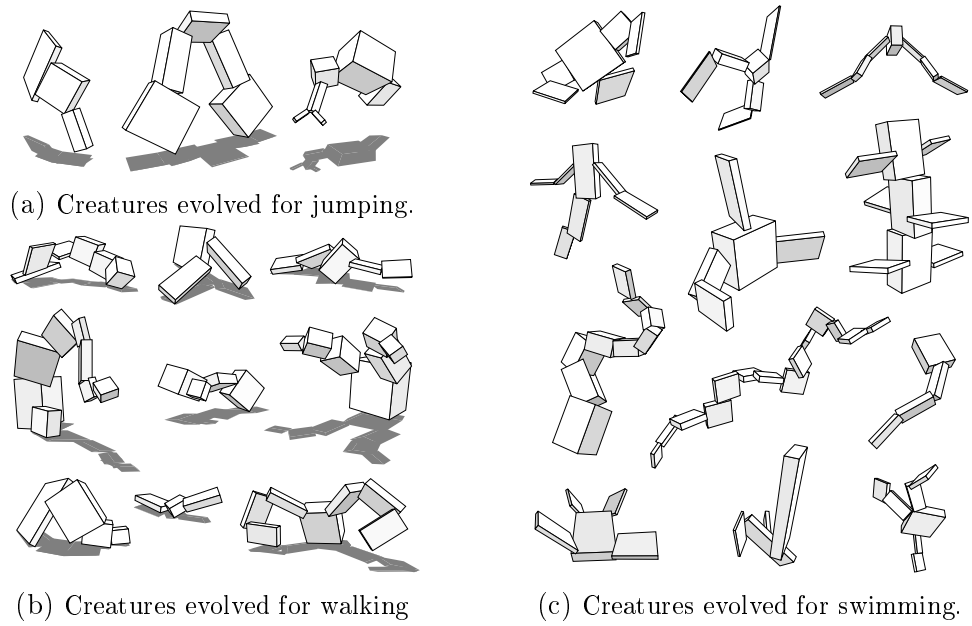 (a) Creatures evolved for jumping.
(b) Creatures evolved for walking
(c) Creatures evolved for swimming.